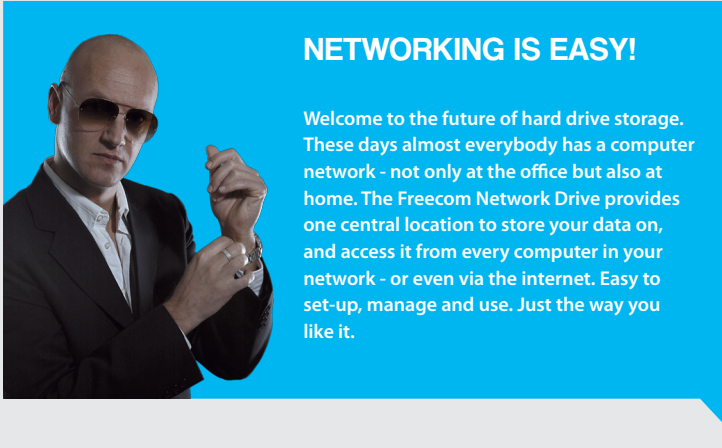 NETWORKING IS EASY!
Welcome to the future of hard drive storage.
These days almost everybody has a computer
network - not only at the office but also at
home. The Freecom Network Drive provides
one central location to store your data on,
and access it from every computer in your
network - or even via the internet. Easy to
set-up, manage and use. Just the way you
like it.